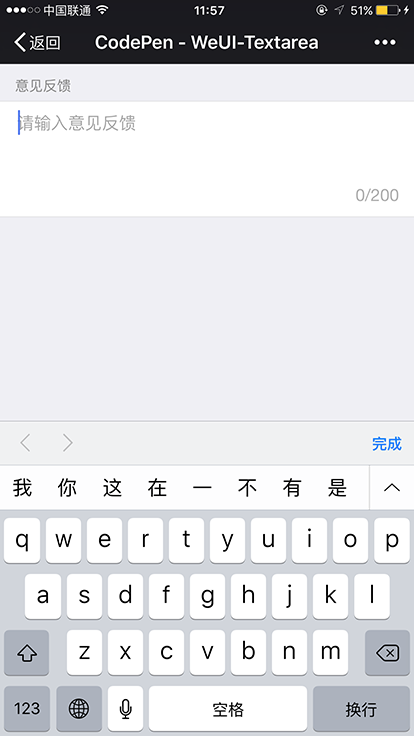 中国联通 11:57 51%
返回 CodePen - WeUI-Textarea •••
意见反馈
请输入意见反馈
0/200
完成
我 你 这 在 一 不 有 是
q w e r t y u i o p
a s d f g h j k l
z x c v b n m
123 空格 换行